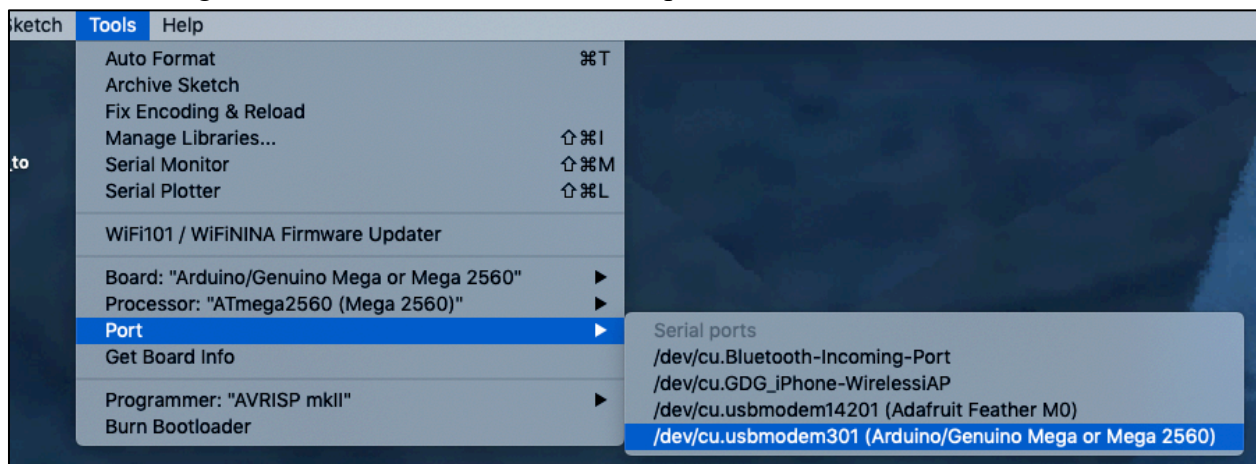 ketch Tools Help
Auto Format ⌘T
Archive Sketch
Fix Encoding & Reload
Manage Libraries... ⇧⌘I
to Serial Monitor ⇧⌘M
Serial Plotter ⇧⌘L
WiFi101 / WiFiNINA Firmware Updater
Board: "Arduino/Genuino Mega or Mega 2560" ▶
Processor: "ATmega2560 (Mega 2560)" ▶
Port ▶
Get Board Info
Programmer: "AVRISP mkII" ▶
Burn Bootloader
Serial ports
/dev/cu.Bluetooth-Incoming-Port
/dev/cu.GDG_iPhone-WirelessiAP
/dev/cu.usbmodem14201 (Adafruit Feather M0)
/dev/cu.usbmodem301 (Arduino/Genuino Mega or Mega 2560)